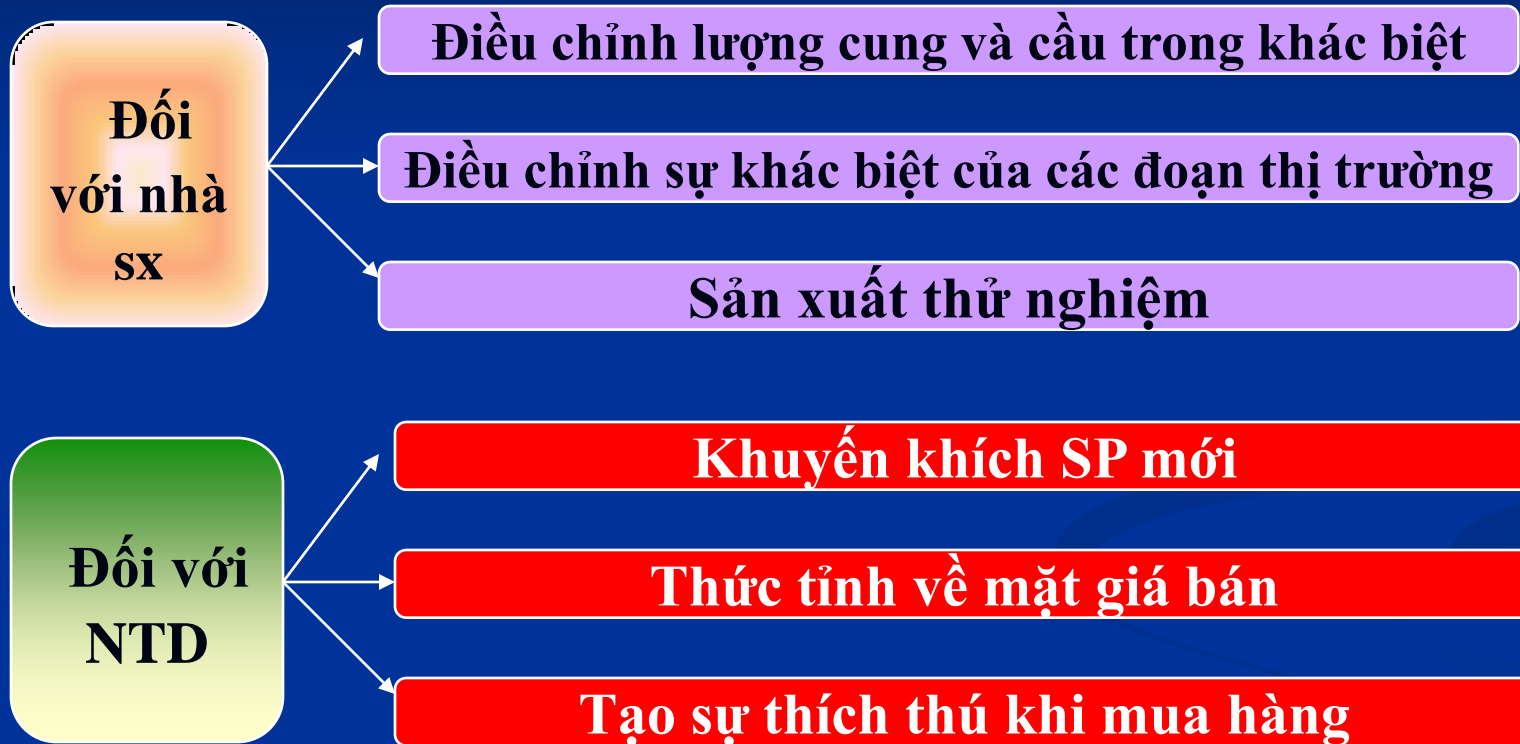 Đối
với nhà
sx
Điều chỉnh lượng cung và cầu trong khác biệt
Điều chỉnh sự khác biệt của các đoạn thị trường
Sản xuất thử nghiệm
Đối với
NTD
Khuyến khích SP mới
Thức tỉnh về mặt giá bán
Tạo sự thích thú khi mua hàng